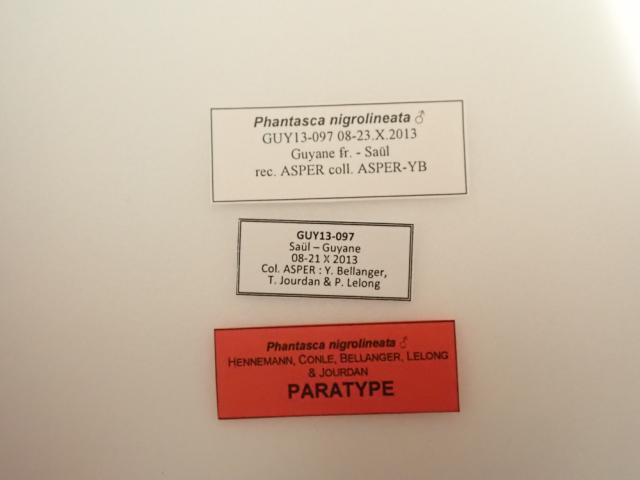 Phantasca nigrolineata ♂
GUY13-097 08-23.X.2013
Guyane fr. - Saül
rec. ASPER coll. ASPER-YB
GUY13-097
Saül – Guyane
08-21 X 2013
Col. ASPER : Y. Bellanger,
T. Jourdan & P. Lelong
Phantasca nigrolineata ♂
HENNEMANN, CONLE, BELLANGER, LELONG
& JOURDAN
PARATYPE